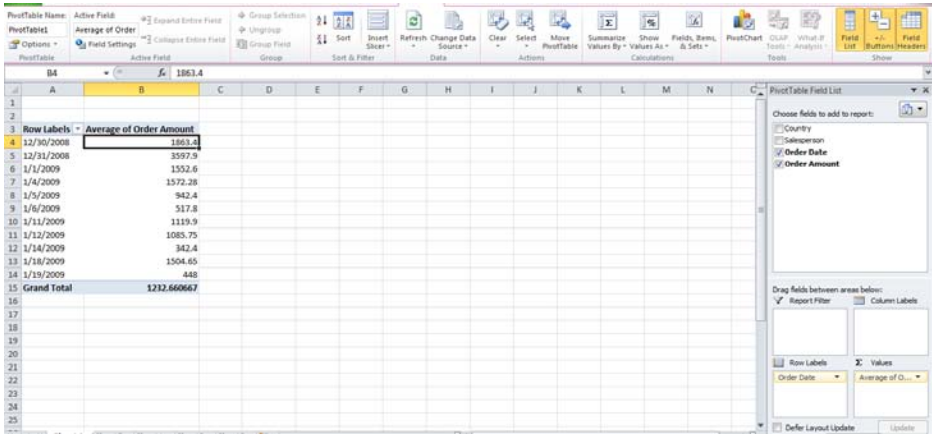 PivotTable Name: Active Field:
PivotTable1 Average of Order
Options Field Settings
Expand Entire Field
Collapse Entire Field
Group Selection
Ungroup
Group Field
Sort
Insert Slicer
Refresh
Change Data Source
Clear
Select
Move PivotTable
Summarize Values By
Show Values As
Fields, Items, & Sets
PivotChart
OLAP Tools
What-If Analysis
Field List
+/- Buttons
Field Headers
PivotTable Active Field Group Sort & Filter Data Actions Calculations Tools Show
B4 fx 1863.4
A B C D E F G H I J K L M N
1
2
3 Row Labels Average of Order Amount
4 12/30/2008 1863.4
5 12/31/2008 3597.9
6 1/1/2009 1552.6
7 1/4/2009 1572.28
8 1/5/2009 942.4
9 1/6/2009 517.8
10 1/11/2009 1119.9
11 1/12/2009 1085.75
12 1/14/2009 342.4
13 1/18/2009 1504.65
14 1/19/2009 448
15 Grand Total 1232.660667
16
17
18
19
20
21
22
23
24
25
PivotTable Field List
Choose fields to add to report:
Country
Salesperson
Order Date
Order Amount
Drag fields between areas below:
Report Filter Column Labels
Row Labels Σ Values
Order Date Average of O...
Defer Layout Update Update